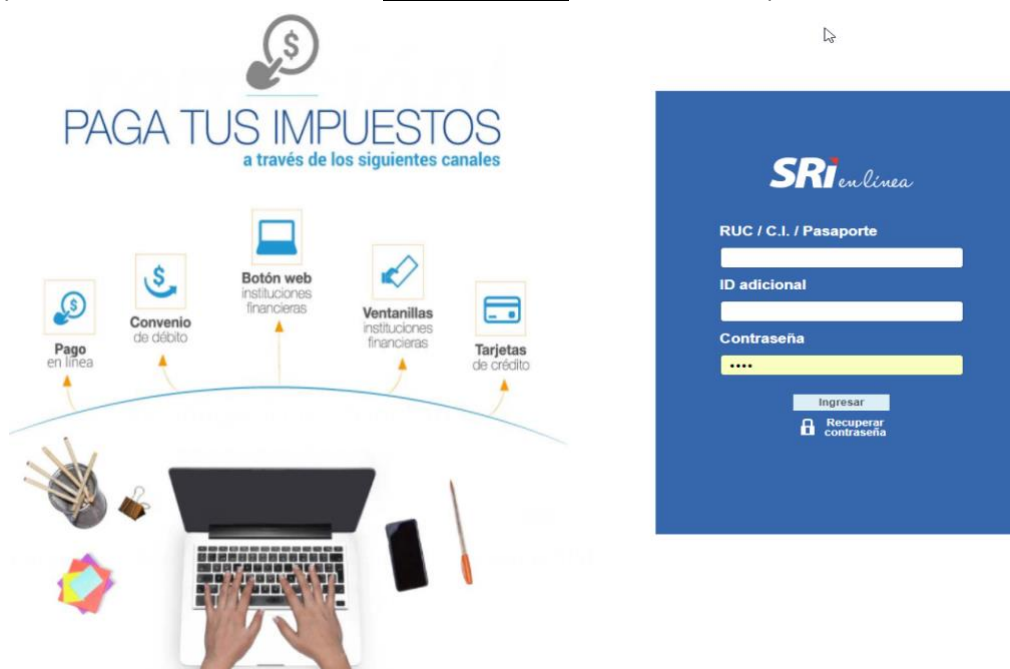 PAGA TUS IMPUESTOS
a través de los siguientes canales
Pago
en línea
Convenio
de débito
Botón web
instituciones
financieras
Ventanillas
instituciones
financieras
Tarjetas
de crédito
SRi en línea
RUC / C.I. / Pasaporte
ID adicional
Contraseña
••••
Ingresar
Recuperar
contraseña